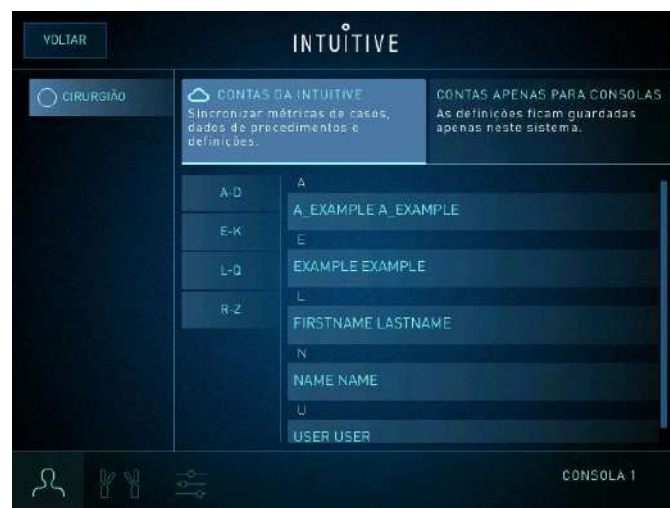 VOLTAR
INTUITIVE
CIRURGIÃO
CONTAS DA INTUITIVE
Sincronizar métricas de casos,
dados de procedimentos e
definições.
CONTAS APENAS PARA CONSOLAS
As definições ficam guardadas
apenas neste sistema.
A-D
E-K
L-Q
R-Z
A
A_EXAMPLE A_EXAMPLE
E
EXAMPLE EXAMPLE
L
FIRSTNAME LASTNAME
N
NAME NAME
U
USER USER
CONSOLA 1